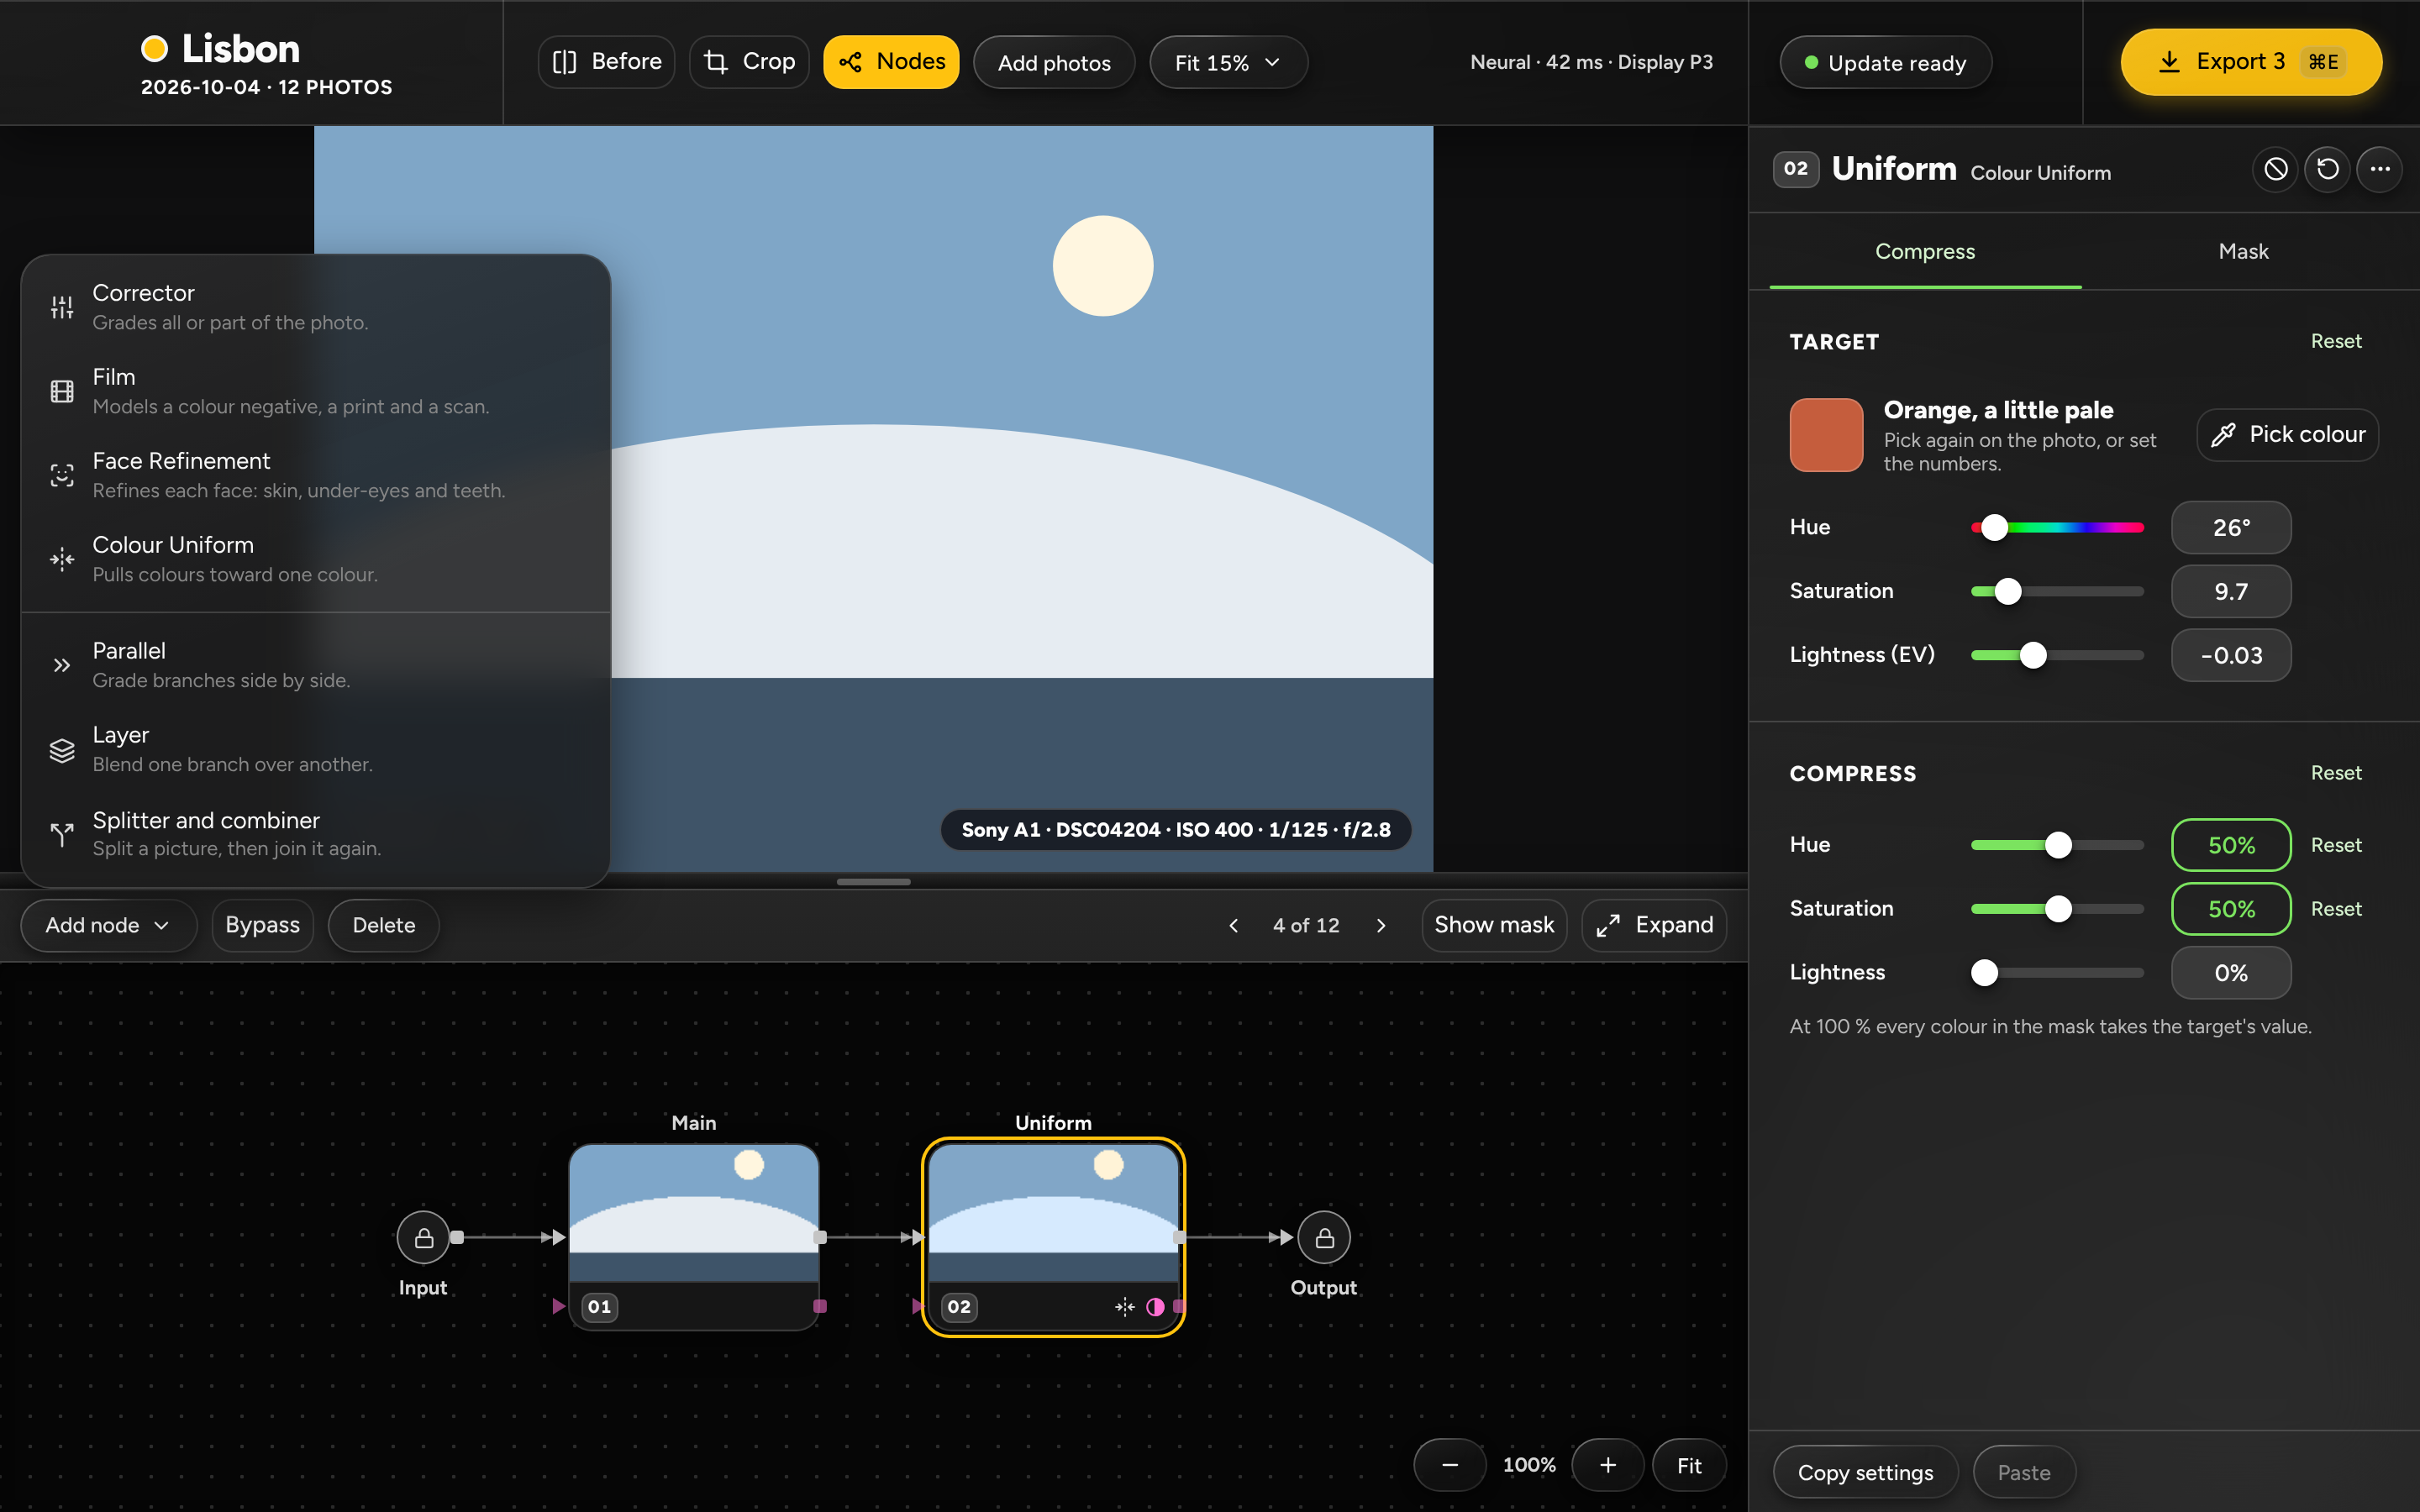 Lisbon
2026-10-04 · 12 PHOTOS
Before
Crop
Nodes
Add photos
Fit 15%
Neural · 42 ms · Display P3
Update ready
Export 3 ⌘E
Corrector
Grades all or part of the photo.
Film
Models a colour negative, a print and a scan.
Face Refinement
Refines each face: skin, under-eyes and teeth.
Colour Uniform
Pulls colours toward one colour.
Parallel
Grade branches side by side.
Layer
Blend one branch over another.
Splitter and combiner
Split a picture, then join it again.
Sony A1 · DSC04204 · ISO 400 · 1/125 · f/2.8
Add node
Bypass
Delete
4 of 12
Show mask
Expand
Main
Uniform
Input
01
02
Output
100%
Fit
02 Uniform Colour Uniform
Compress
Mask
TARGET
Reset
Orange, a little pale
Pick again on the photo, or set
the numbers.
Pick colour
Hue
26°
Saturation
9.7
Lightness (EV)
−0.03
COMPRESS
Reset
Hue
50%
Reset
Saturation
50%
Reset
Lightness
0%
At 100 % every colour in the mask takes the target's value.
Copy settings
Paste